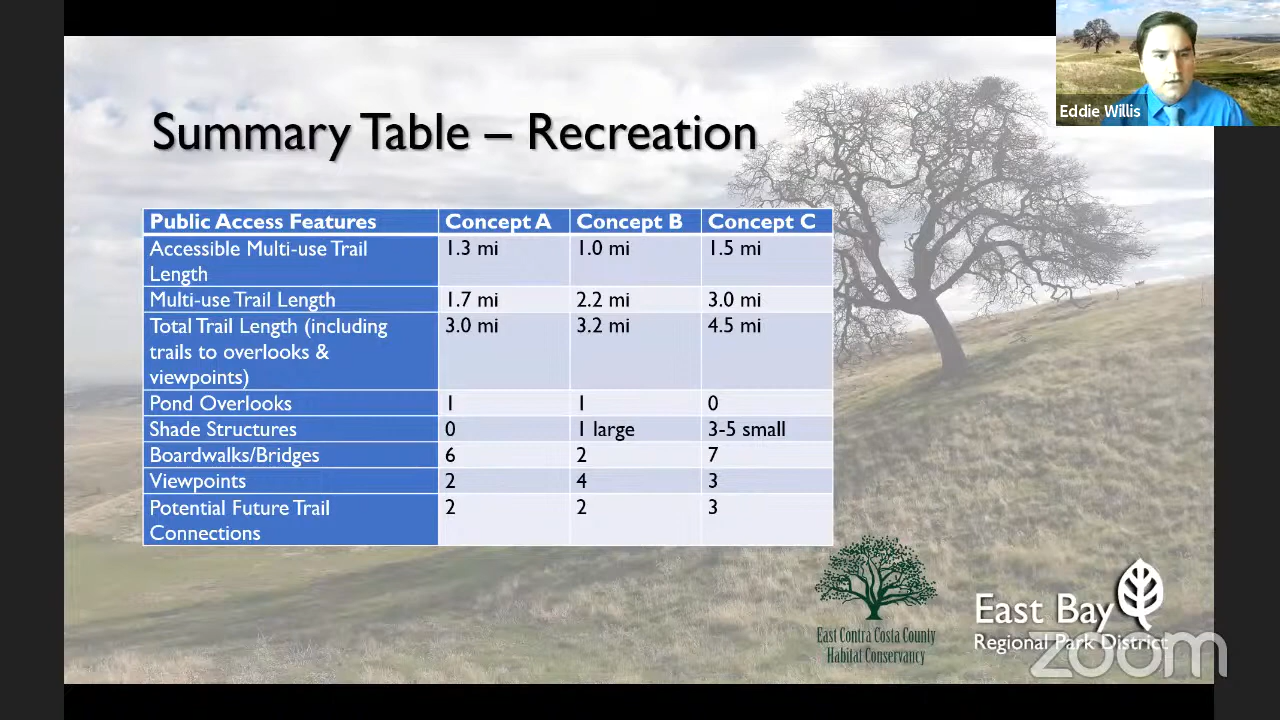 Eddie Willis
Summary Table – Recreation
Public Access Features Concept A Concept B Concept C
Accessible Multi-use Trail 1.3 mi 1.0 mi 1.5 mi
Length
Multi-use Trail Length 1.7 mi 2.2 mi 3.0 mi
Total Trail Length (including 3.0 mi 3.2 mi 4.5 mi
trails to overlooks &
viewpoints)
Pond Overlooks 1 1 0
Shade Structures 0 1 large 3-5 small
Boardwalks/Bridges 6 2 7
Viewpoints 2 4 3
Potential Future Trail 2 2 3
Connections
East Contra Costa County
Habitat Conservancy
East Bay
Regional Park District
zoom